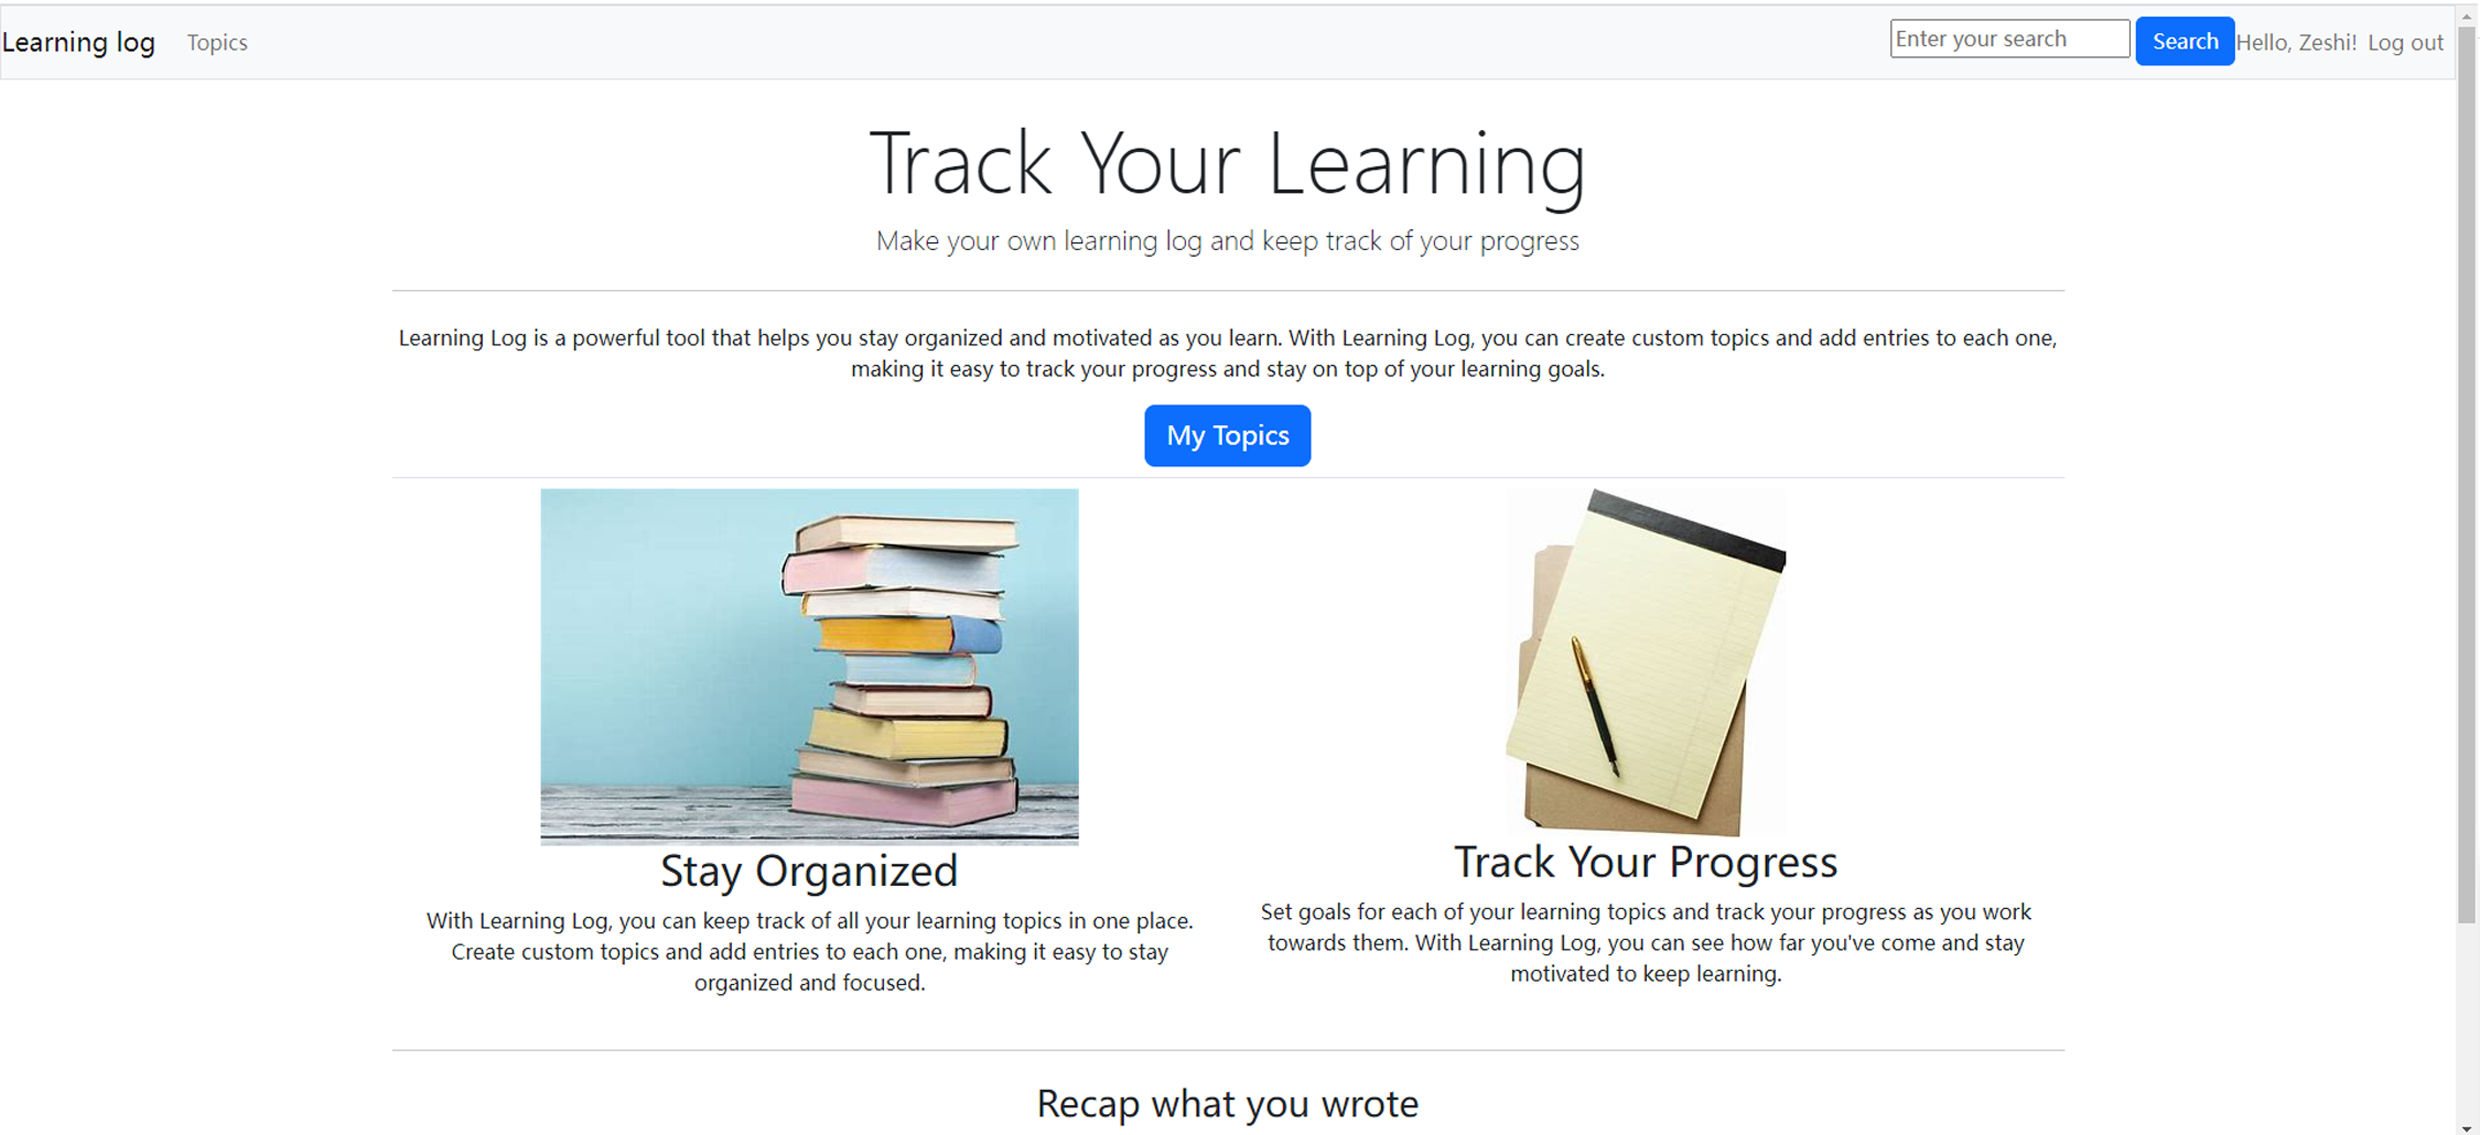 Learning log Topics Enter your search Search Hello, Zeshi! Log out
Track Your Learning
Make your own learning log and keep track of your progress
Learning Log is a powerful tool that helps you stay organized and motivated as you learn. With Learning Log, you can create custom topics and add entries to each one,
making it easy to track your progress and stay on top of your learning goals.
My Topics
Stay Organized
With Learning Log, you can keep track of all your learning topics in one place.
Create custom topics and add entries to each one, making it easy to stay
organized and focused.
Track Your Progress
Set goals for each of your learning topics and track your progress as you work
towards them. With Learning Log, you can see how far you've come and stay
motivated to keep learning.
Recap what you wrote